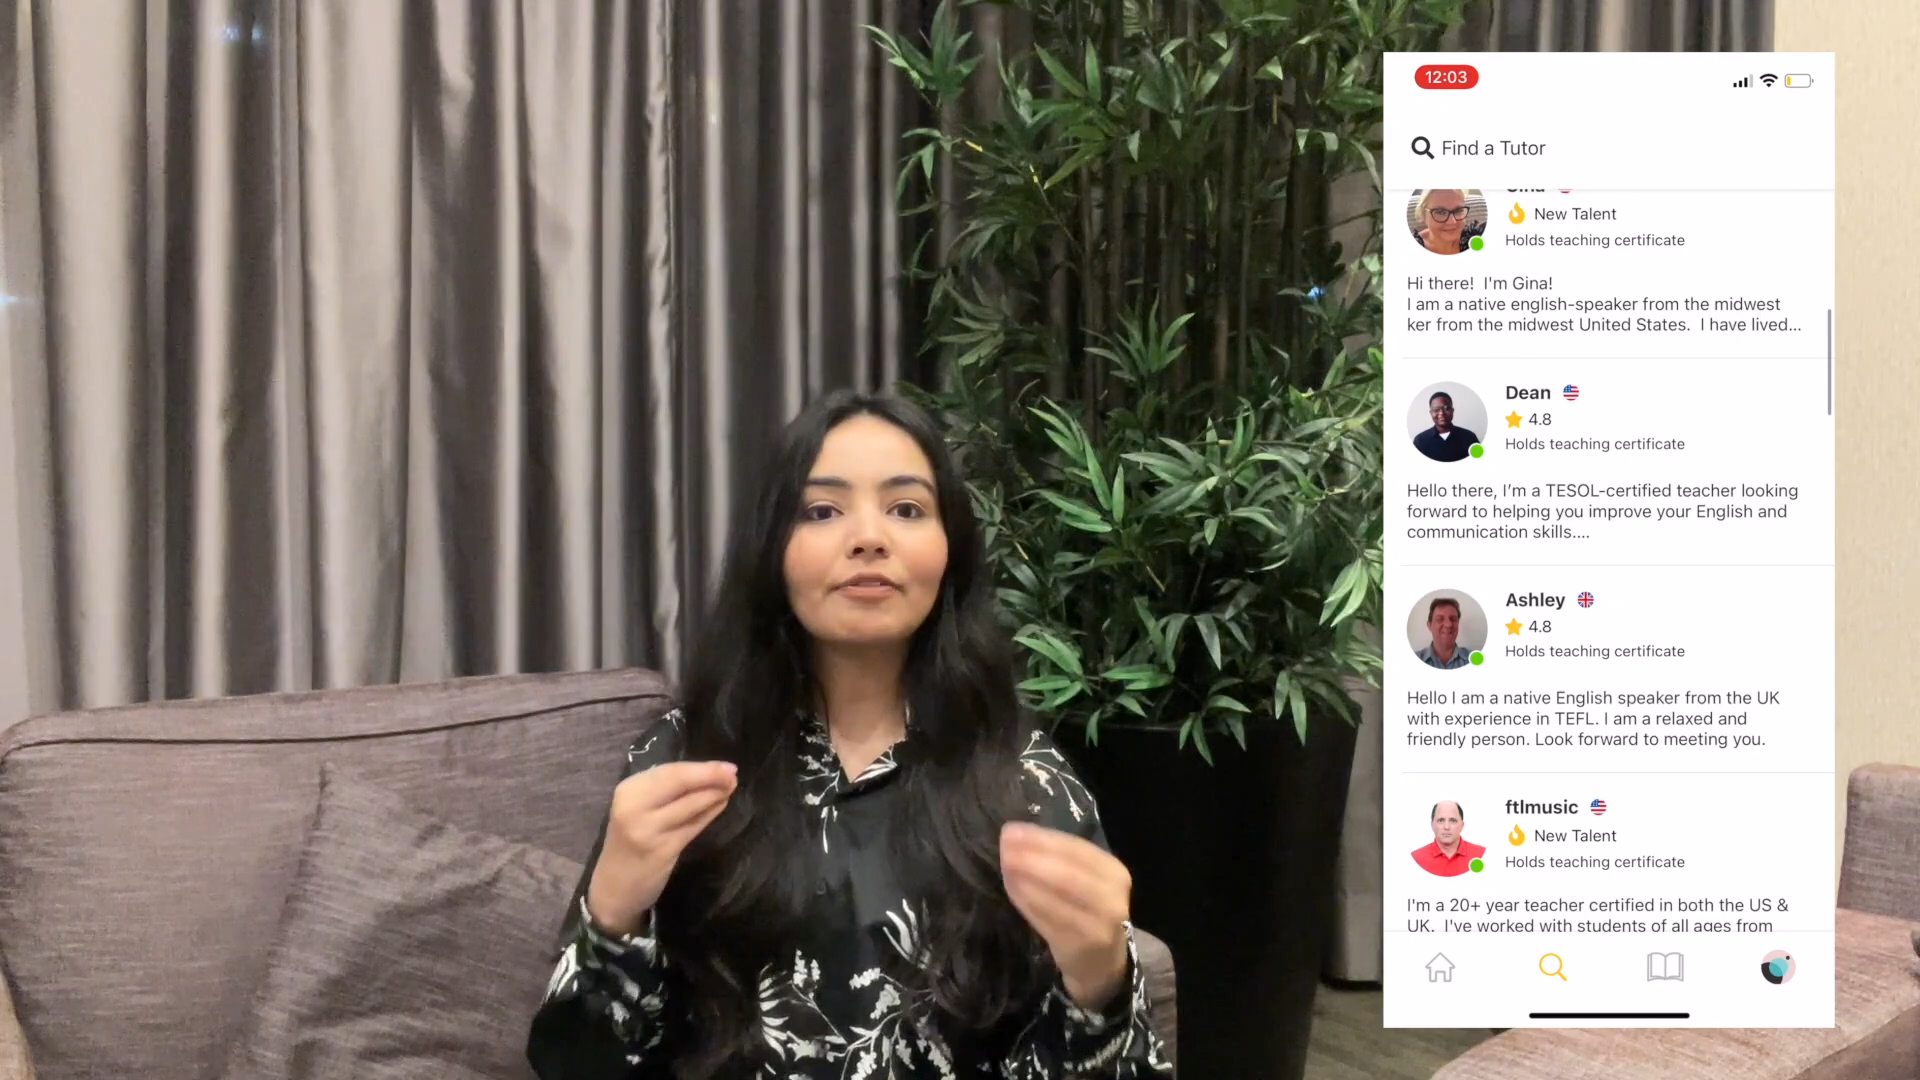 12:03
Find a Tutor
Gina
New Talent
Holds teaching certificate
Hi there!  I'm Gina!
I am a native english-speaker from the midwest
ker from the midwest United States.  I have lived...
Dean
4.8
Holds teaching certificate
Hello there, I’m a TESOL-certified teacher looking
forward to helping you improve your English and
communication skills....
Ashley
4.8
Holds teaching certificate
Hello I am a native English speaker from the UK
with experience in TEFL. I am a relaxed and
friendly person. Look forward to meeting you.
ftlmusic
New Talent
Holds teaching certificate
I'm a 20+ year teacher certified in both the US &
UK.  I've worked with students of all ages from